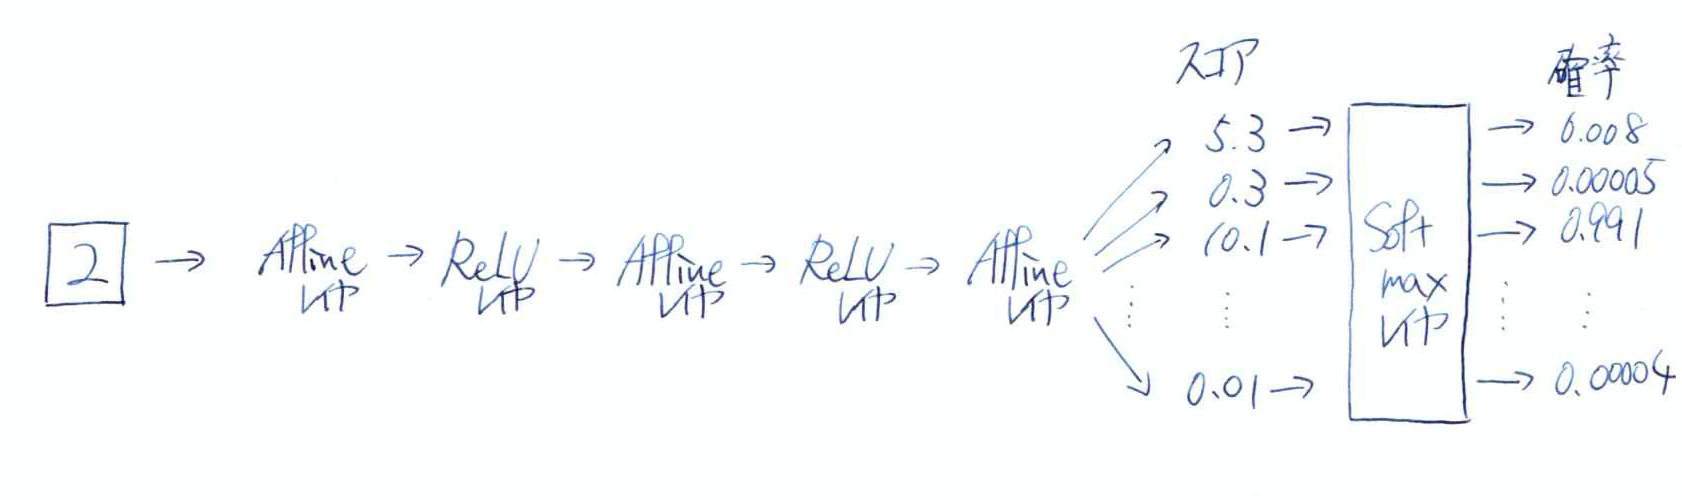 スコア 確率
5.3 → → 0.008
0.3 → → 0.00005
10.1 → → 0.991
2 → Affine レイヤ → ReLU レイヤ → Affine レイヤ → ReLU レイヤ → Affine レイヤ
Soft
max
レイヤ
0.01 → → 0.00004